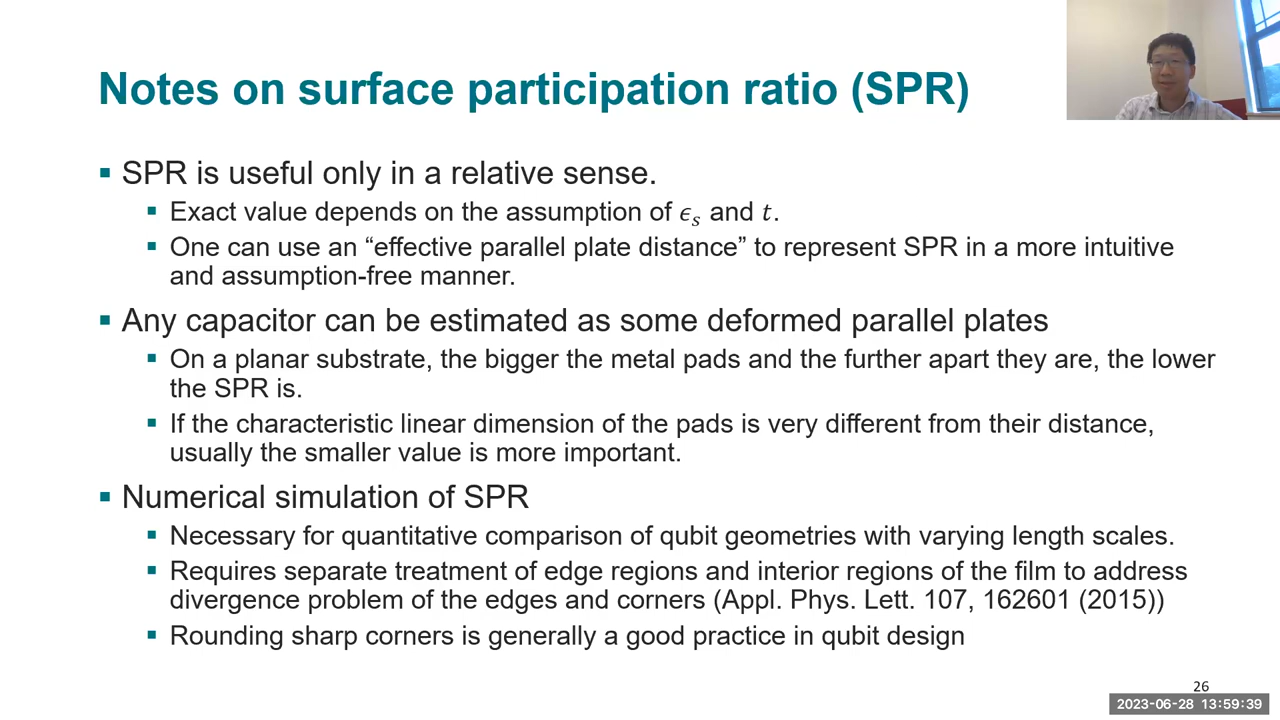 Notes on surface participation ratio (SPR)
▪ SPR is useful only in a relative sense.
▪ Exact value depends on the assumption of 𝜖ₛ and 𝑡.
▪ One can use an “effective parallel plate distance” to represent SPR in a more intuitive
and assumption-free manner.
▪ Any capacitor can be estimated as some deformed parallel plates
▪ On a planar substrate, the bigger the metal pads and the further apart they are, the lower
the SPR is.
▪ If the characteristic linear dimension of the pads is very different from their distance,
usually the smaller value is more important.
▪ Numerical simulation of SPR
▪ Necessary for quantitative comparison of qubit geometries with varying length scales.
▪ Requires separate treatment of edge regions and interior regions of the film to address
divergence problem of the edges and corners (Appl. Phys. Lett. 107, 162601 (2015))
▪ Rounding sharp corners is generally a good practice in qubit design
26
2023-06-28 13:59:39